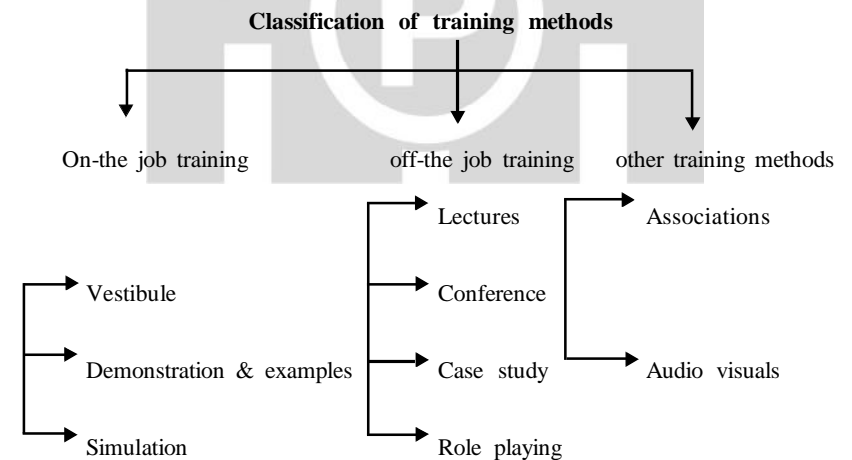 Classification of training methods
On-the job training
off-the job training
other training methods
Lectures
Associations
Vestibule
Conference
Demonstration & examples
Case study
Audio visuals
Simulation
Role playing